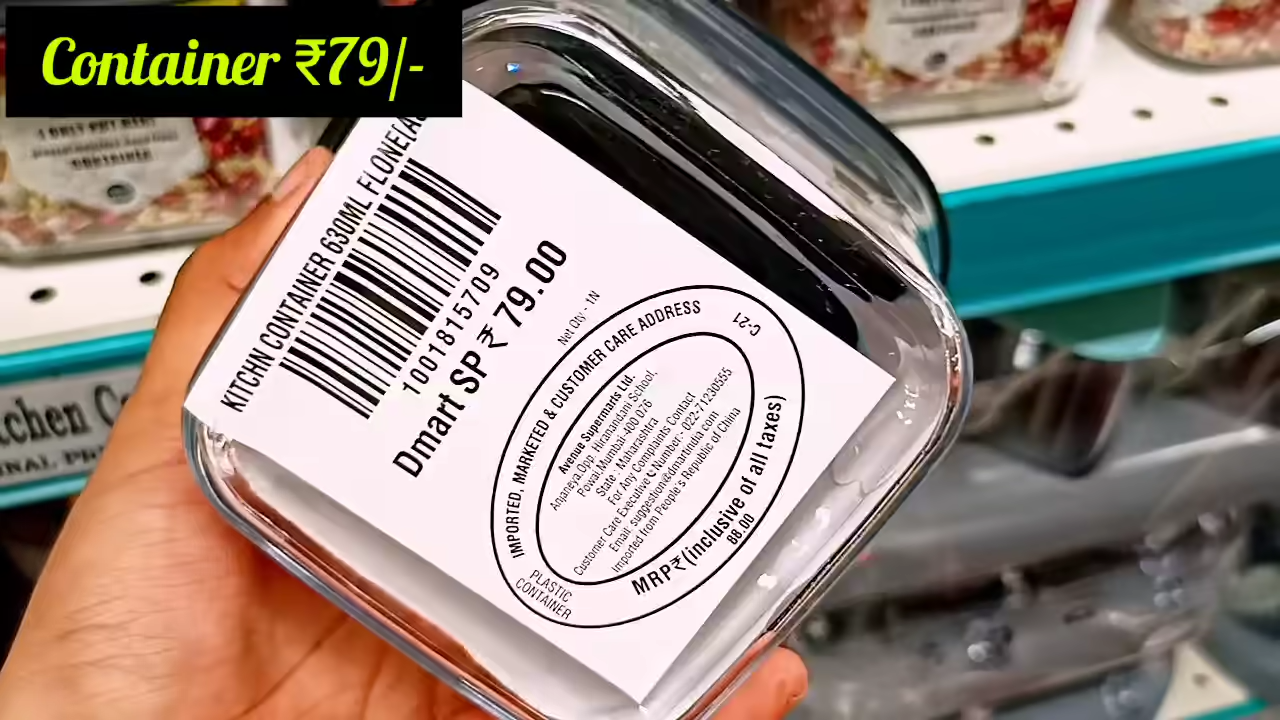 Container ₹79/-
KITCHN CONTAINER 630ML FLONE(A
1001815709
Dmart SP ₹ 79.00
Net Qty - 1N
IMPORTED, MARKETED & CUSTOMER CARE ADDRESS
C-21
Avenue Supermarts Ltd.
Anjaneya,Opp. Hiranandani School,
Powai,Mumbai-400 076
State - Maharashtra
For Any Complaints Contact
Customer Care Executive Number:- 022-71230555
Email: suggestion@dmartindia.com
Imported from People's Republic of China
MRP₹(inclusive of all taxes)
88.00
PLASTIC
CONTAINER
CONTAINER